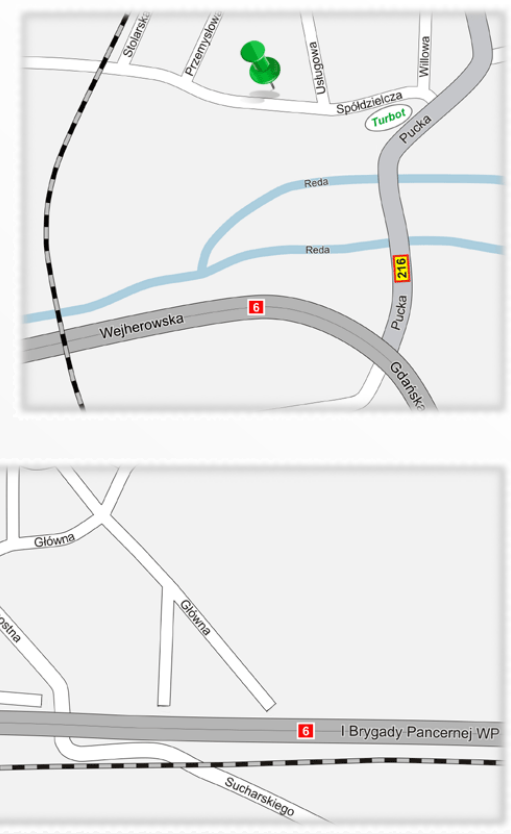 Stolarska
Przemysłowa
Usługowa
Willowa
Spółdzielcza
Turbot
Pucka
Reda
Reda
216
6
Pucka
Wejherowska
Gdańska
Główna
Główna
6
I Brygady Pancernej WP
Sucharskiego